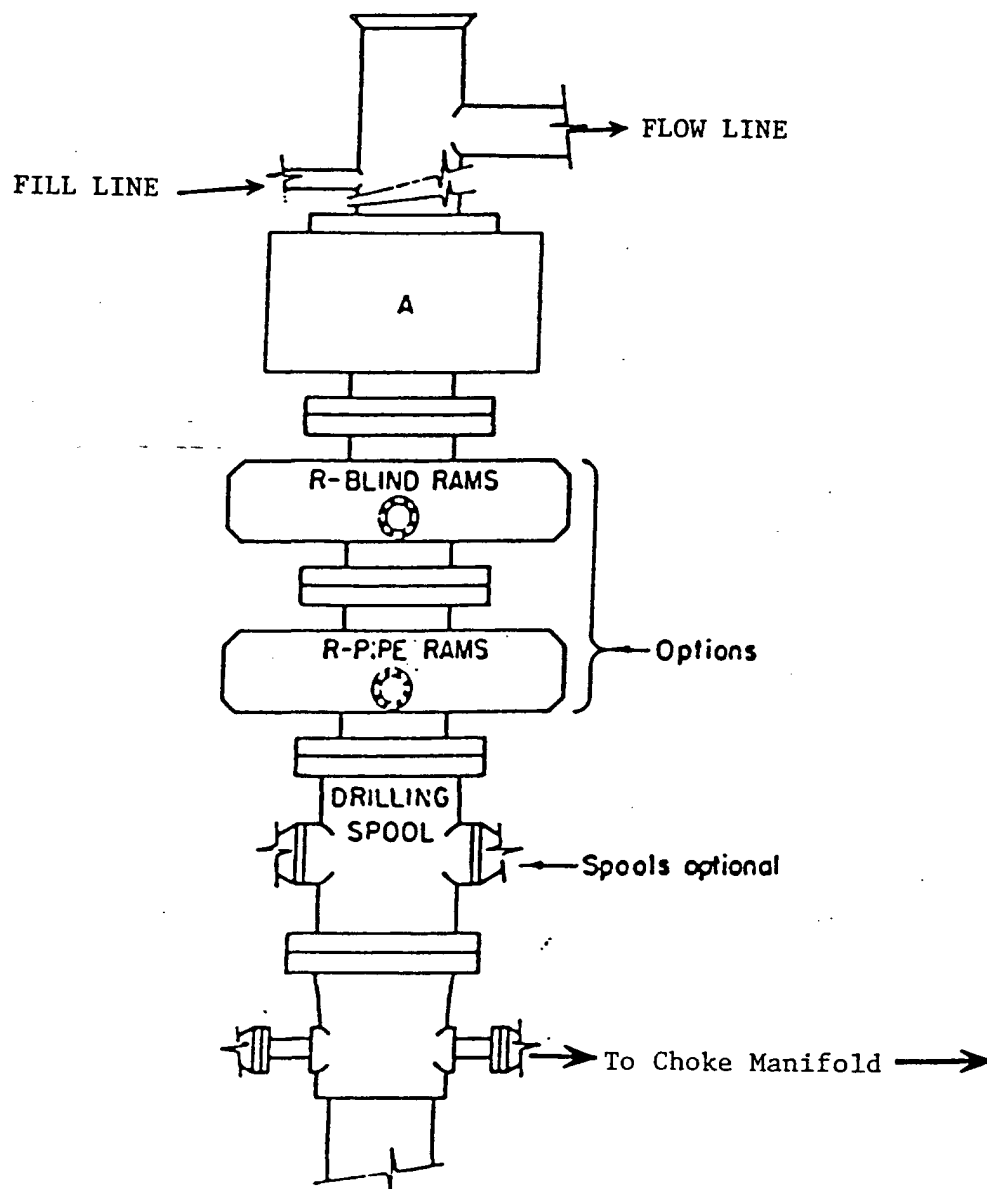 FLOW LINE
FILL LINE
A
R-BLIND RAMS
R-PIPE RAMS
Options
DRILLING
SPOOL
Spools optional
To Choke Manifold